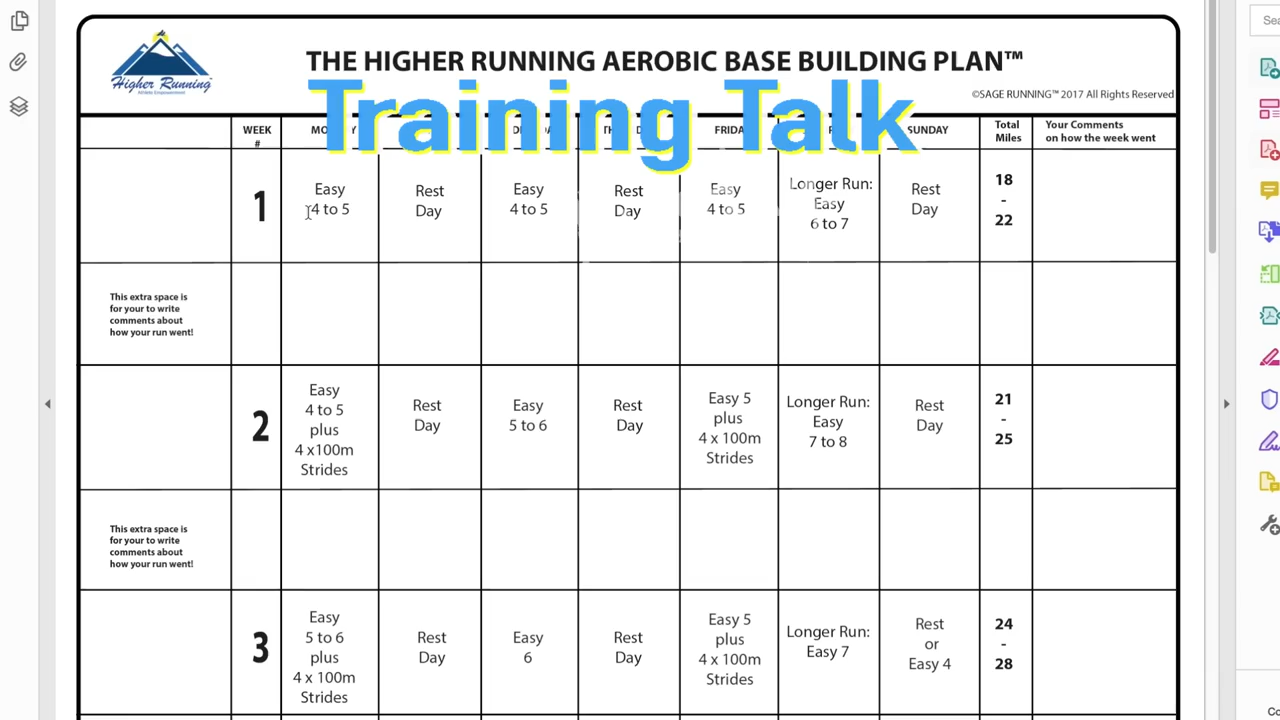 THE HIGHER RUNNING AEROBIC BASE BUILDING PLAN™
Higher Running
Training Talk
©SAGE RUNNING™ 2017 All Rights Reserved
WEEK
#
FRIDAY
SUNDAY
Total
Miles
Your Comments
on how the week went
1
Easy
4 to 5
Rest
Day
Easy
4 to 5
Rest
Day
Easy
4 to 5
Longer Run:
Easy
6 to 7
Rest
Day
18
-
22
This extra space is
for your to write
comments about
how your run went!
2
Easy
4 to 5
plus
4 x100m
Strides
Rest
Day
Easy
5 to 6
Rest
Day
Easy 5
plus
4 x 100m
Strides
Longer Run:
Easy
7 to 8
Rest
Day
21
-
25
This extra space is
for your to write
comments about
how your run went!
3
Easy
5 to 6
plus
4 x 100m
Strides
Rest
Day
Easy
6
Rest
Day
Easy 5
plus
4 x 100m
Strides
Longer Run:
Easy 7
Rest
or
Easy 4
24
-
28